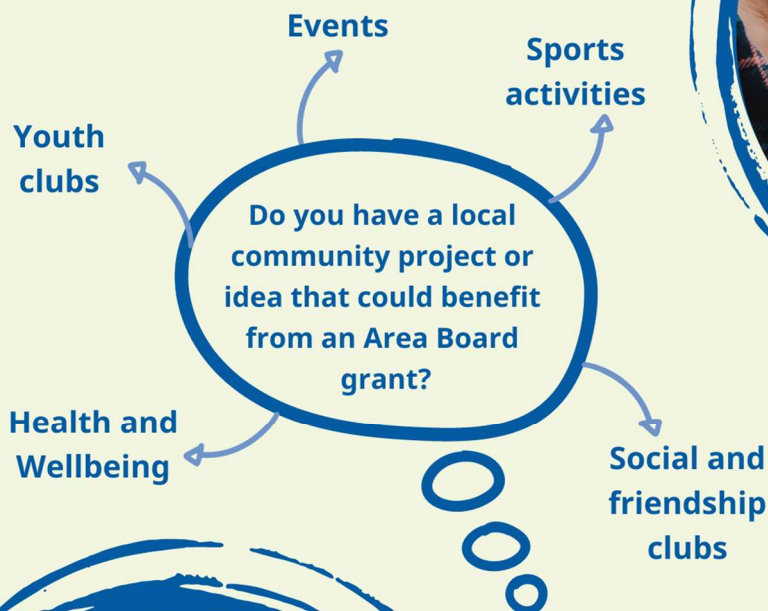 Events
Sports
activities
Youth
clubs
Do you have a local
community project or
idea that could benefit
from an Area Board
grant?
Health and
Wellbeing
Social and
friendship
clubs